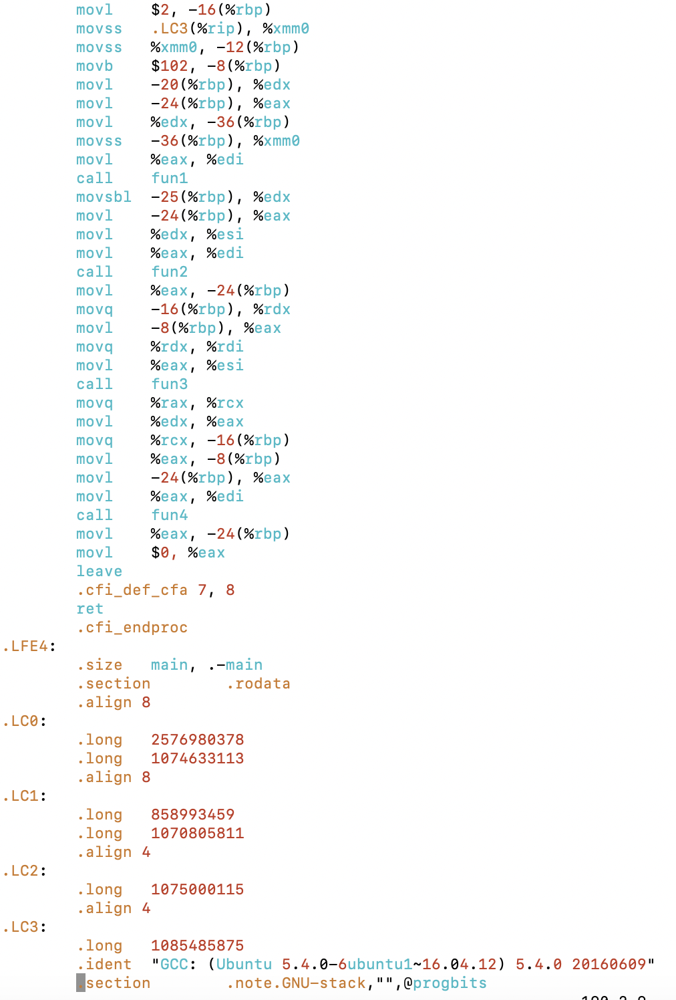 movl $2, -16(%rbp)
movss .LC3(%rip), %xmm0
movss %xmm0, -12(%rbp)
movb $102, -8(%rbp)
movl -20(%rbp), %edx
movl -24(%rbp), %eax
movl %edx, -36(%rbp)
movss -36(%rbp), %xmm0
movl %eax, %edi
call fun1
movsbl -25(%rbp), %edx
movl -24(%rbp), %eax
movl %edx, %esi
movl %eax, %edi
call fun2
movl %eax, -24(%rbp)
movq -16(%rbp), %rdx
movl -8(%rbp), %eax
movq %rdx, %rdi
movl %eax, %esi
call fun3
movq %rax, %rcx
movl %edx, %eax
movq %rcx, -16(%rbp)
movl %eax, -8(%rbp)
movl -24(%rbp), %eax
movl %eax, %edi
call fun4
movl %eax, -24(%rbp)
movl $0, %eax
leave
.cfi_def_cfa 7, 8
ret
.cfi_endproc
.LFE4:
.size main, .-main
.section .rodata
.align 8
.LC0:
.long 2576980378
.long 1074633113
.align 8
.LC1:
.long 858993459
.long 1070805811
.align 4
.LC2:
.long 1075000115
.align 4
.LC3:
.long 1085485875
.ident "GCC: (Ubuntu 5.4.0-6ubuntu1~16.04.12) 5.4.0 20160609"
.section .note.GNU-stack,"",@progbits